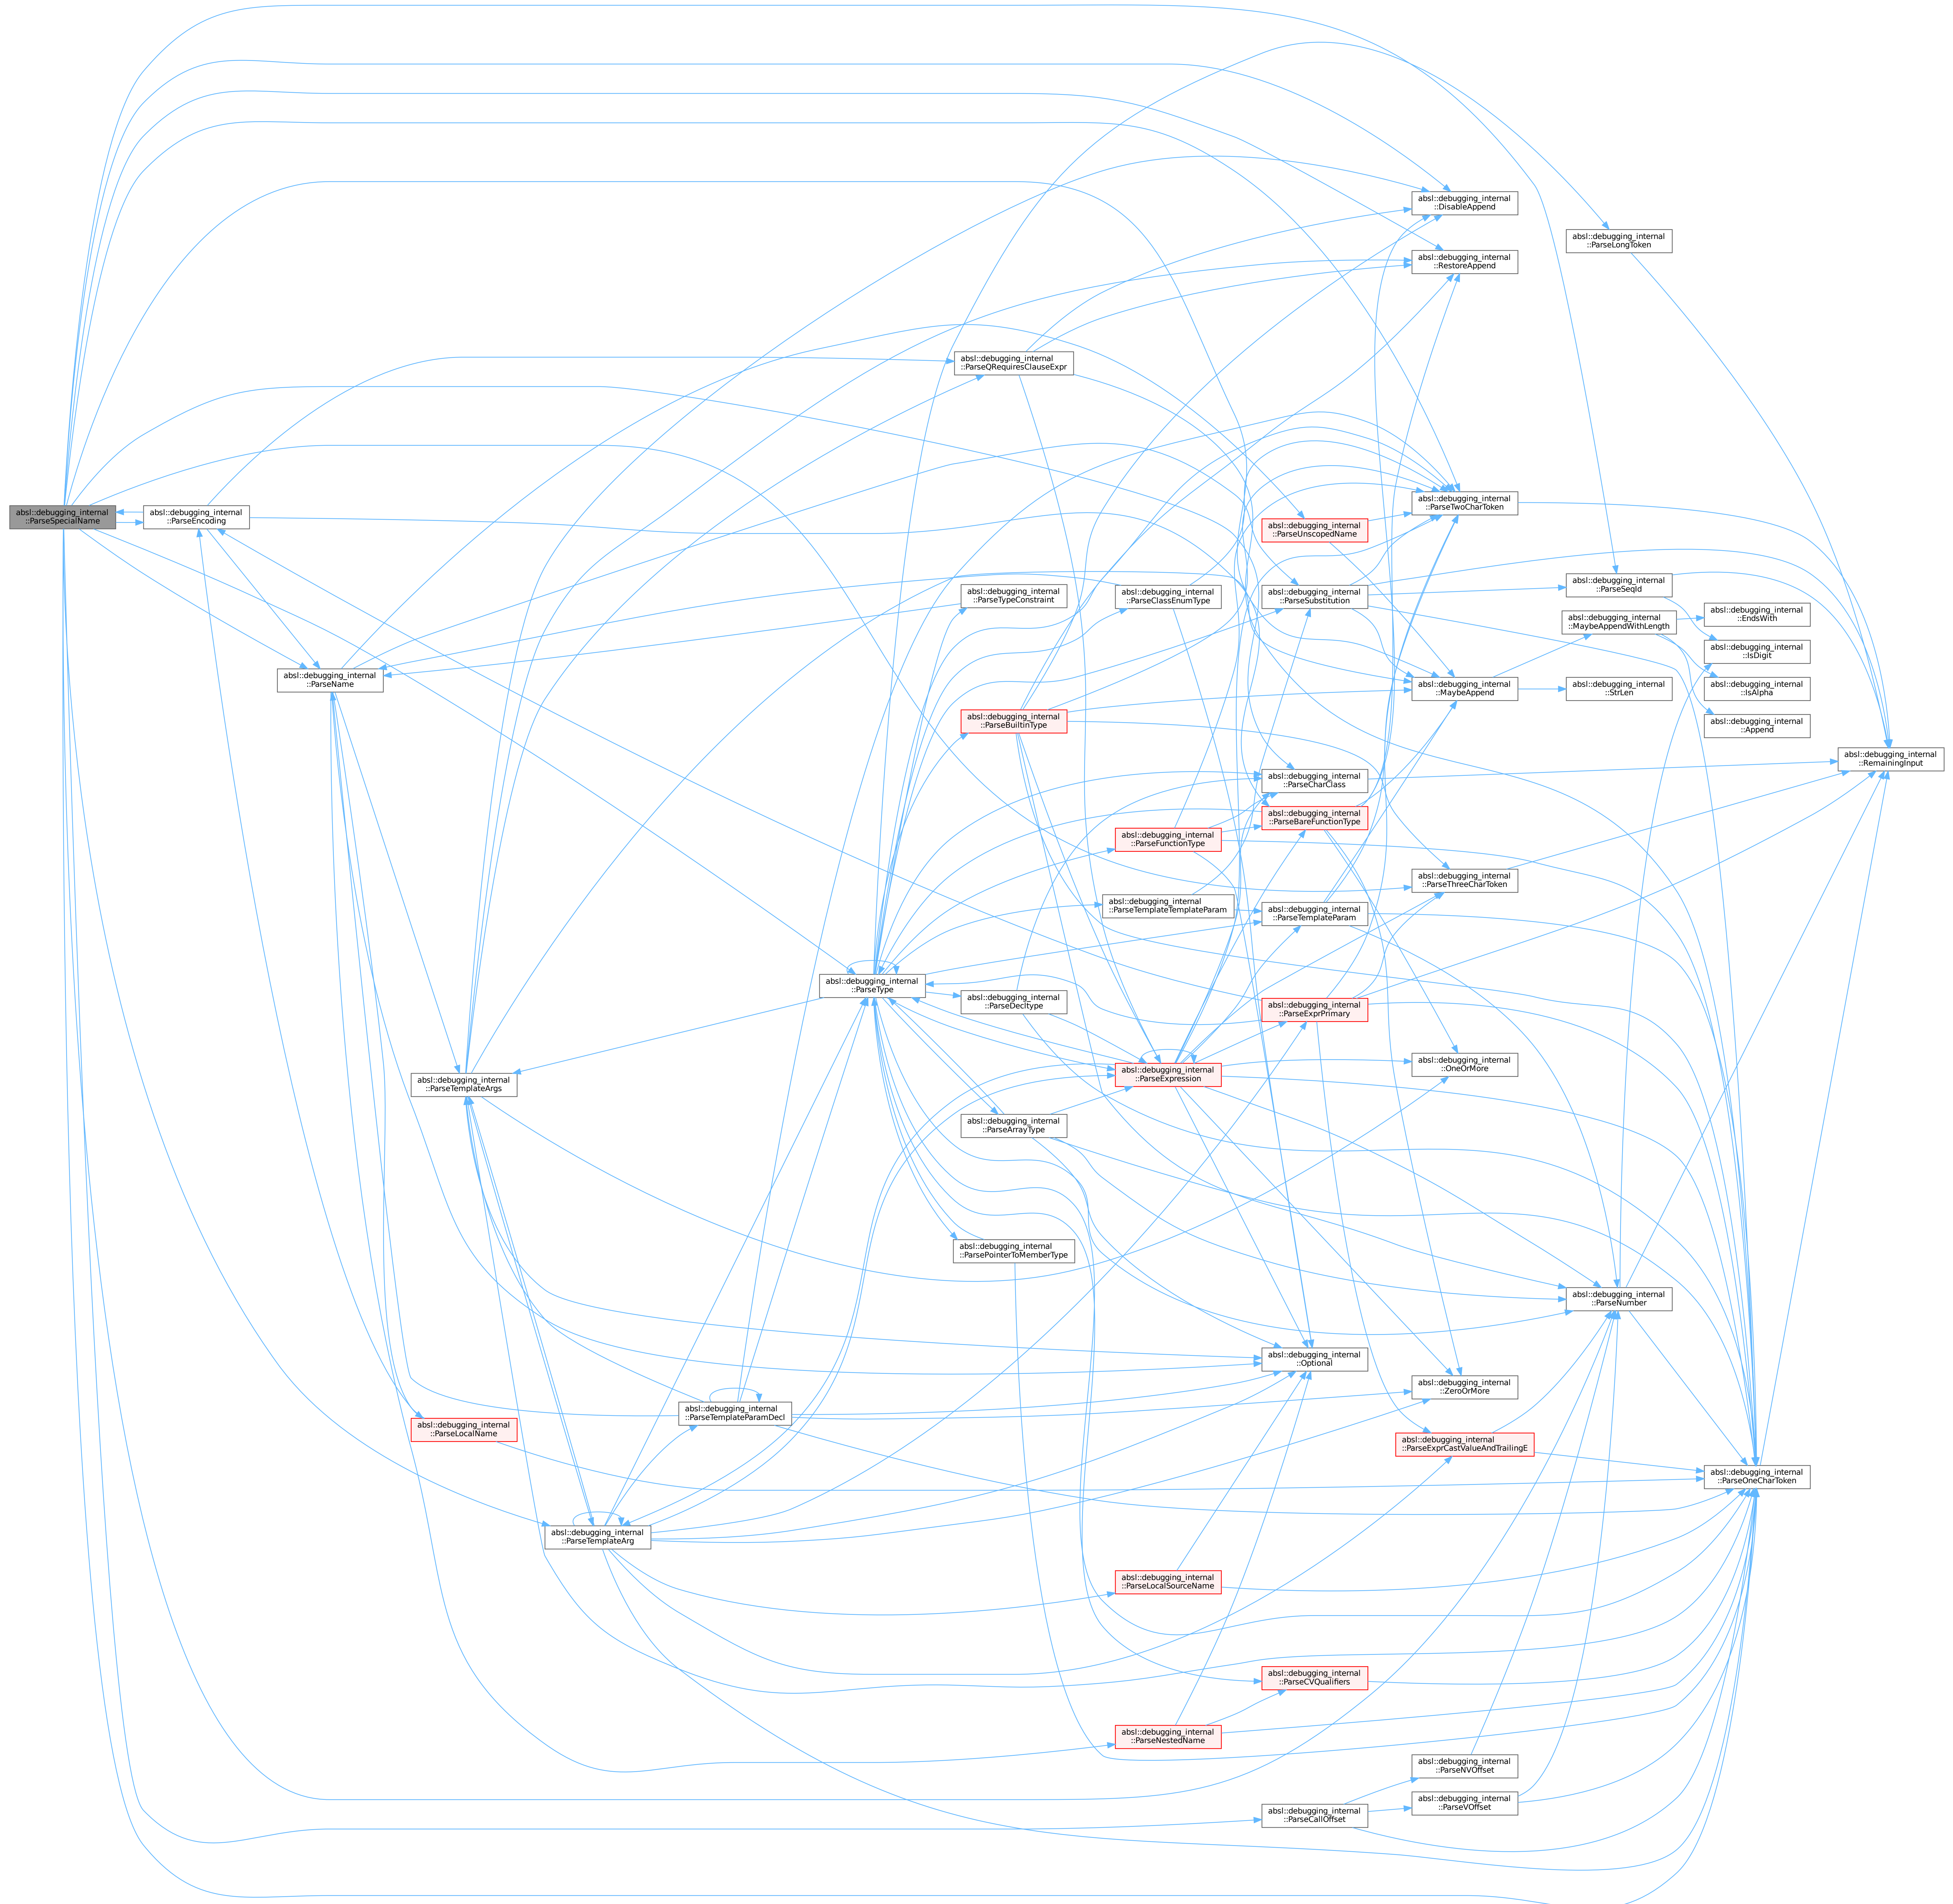 absl::debugging_internal
::DisableAppend
absl::debugging_internal
::ParseLongToken
absl::debugging_internal
::RestoreAppend
absl::debugging_internal
::ParseQRequiresClauseExpr
absl::debugging_internal
::ParseSpecialName
absl::debugging_internal
::ParseEncoding
absl::debugging_internal
::ParseTwoCharToken
absl::debugging_internal
::ParseUnscopedName
absl::debugging_internal
::ParseTypeConstraint
absl::debugging_internal
::ParseClassEnumType
absl::debugging_internal
::ParseSubstitution
absl::debugging_internal
::ParseSeqId
absl::debugging_internal
::EndsWith
absl::debugging_internal
::MaybeAppendWithLength
absl::debugging_internal
::IsDigit
absl::debugging_internal
::ParseName
absl::debugging_internal
::MaybeAppend
absl::debugging_internal
::StrLen
absl::debugging_internal
::IsAlpha
absl::debugging_internal
::ParseBuiltinType
absl::debugging_internal
::Append
absl::debugging_internal
::RemainingInput
absl::debugging_internal
::ParseCharClass
absl::debugging_internal
::ParseBareFunctionType
absl::debugging_internal
::ParseFunctionType
absl::debugging_internal
::ParseThreeCharToken
absl::debugging_internal
::ParseTemplateTemplateParam
absl::debugging_internal
::ParseTemplateParam
absl::debugging_internal
::ParseType
absl::debugging_internal
::ParseDecltype
absl::debugging_internal
::ParseExprPrimary
absl::debugging_internal
::OneOrMore
absl::debugging_internal
::ParseTemplateArgs
absl::debugging_internal
::ParseExpression
absl::debugging_internal
::ParseArrayType
absl::debugging_internal
::ParsePointerToMemberType
absl::debugging_internal
::ParseNumber
absl::debugging_internal
::Optional
absl::debugging_internal
::ZeroOrMore
absl::debugging_internal
::ParseTemplateParamDecl
absl::debugging_internal
::ParseLocalName
absl::debugging_internal
::ParseExprCastValueAndTrailingE
absl::debugging_internal
::ParseOneCharToken
absl::debugging_internal
::ParseTemplateArg
absl::debugging_internal
::ParseLocalSourceName
absl::debugging_internal
::ParseCVQualifiers
absl::debugging_internal
::ParseNestedName
absl::debugging_internal
::ParseNVOffset
absl::debugging_internal
::ParseVOffset
absl::debugging_internal
::ParseCallOffset